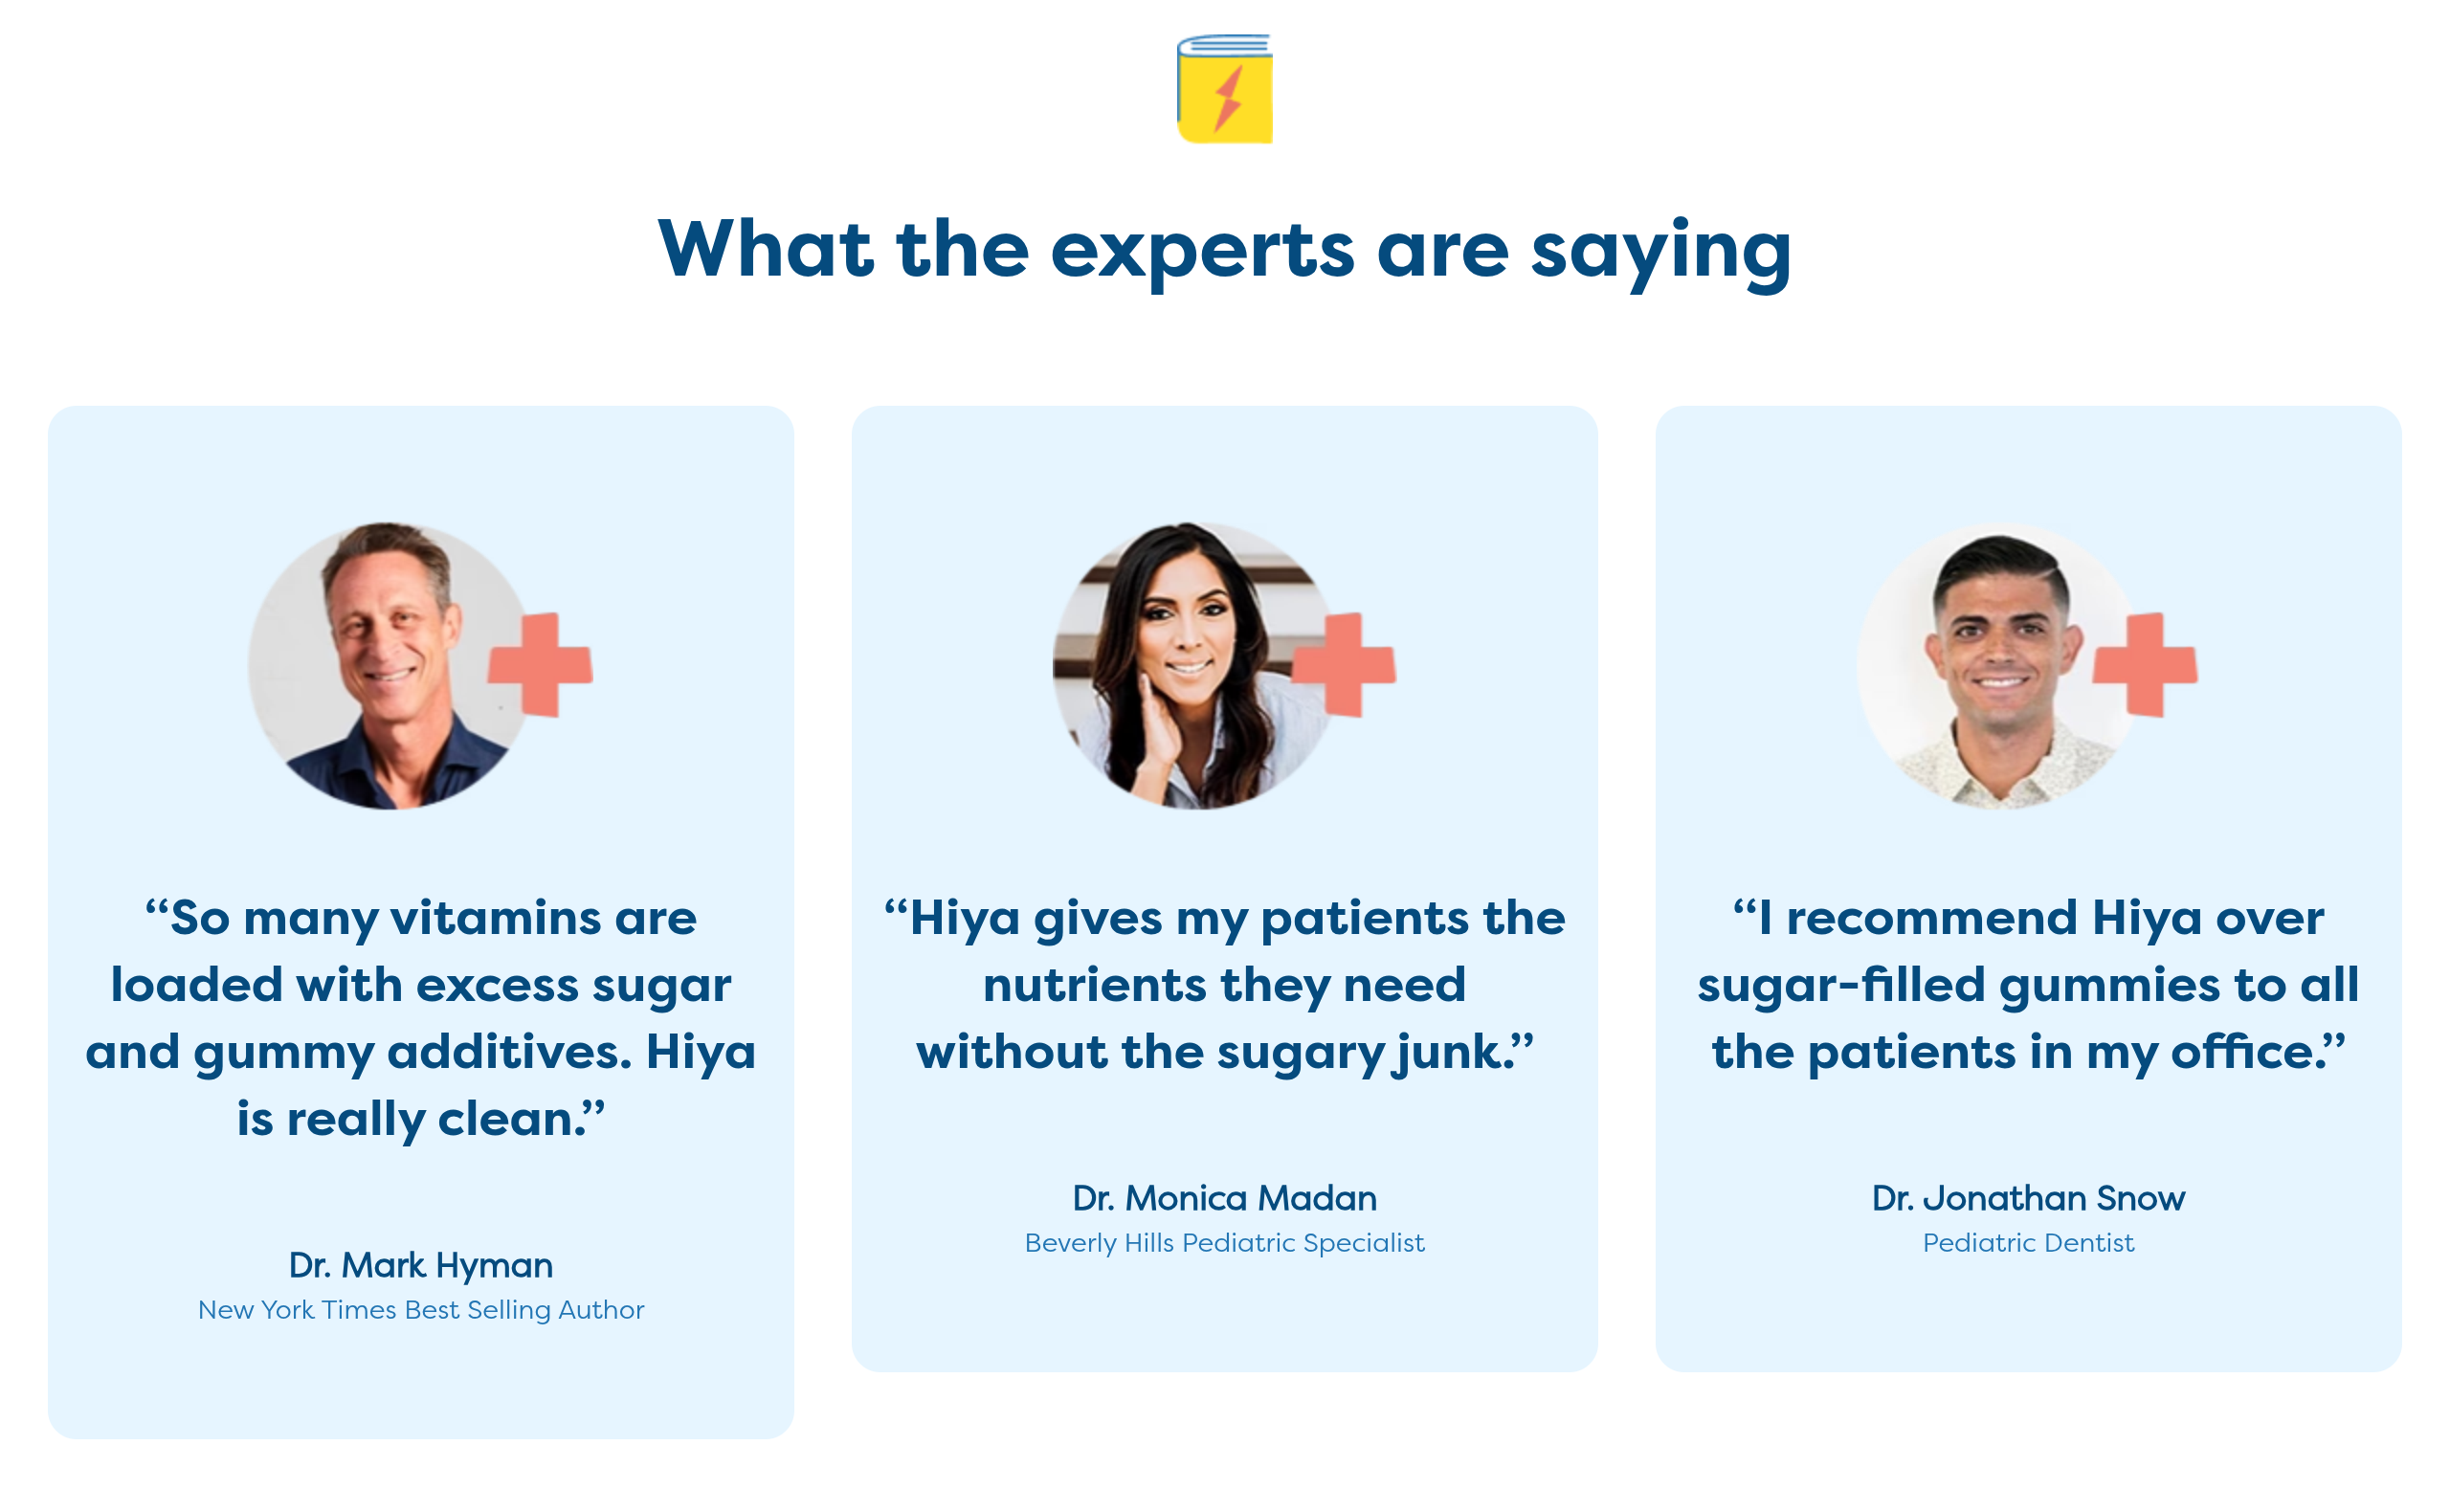 What the experts are saying
“So many vitamins are
loaded with excess sugar
and gummy additives. Hiya
is really clean.”
Dr. Mark Hyman
New York Times Best Selling Author
“Hiya gives my patients the
nutrients they need
without the sugary junk.”
Dr. Monica Madan
Beverly Hills Pediatric Specialist
“I recommend Hiya over
sugar-filled gummies to all
the patients in my office.”
Dr. Jonathan Snow
Pediatric Dentist